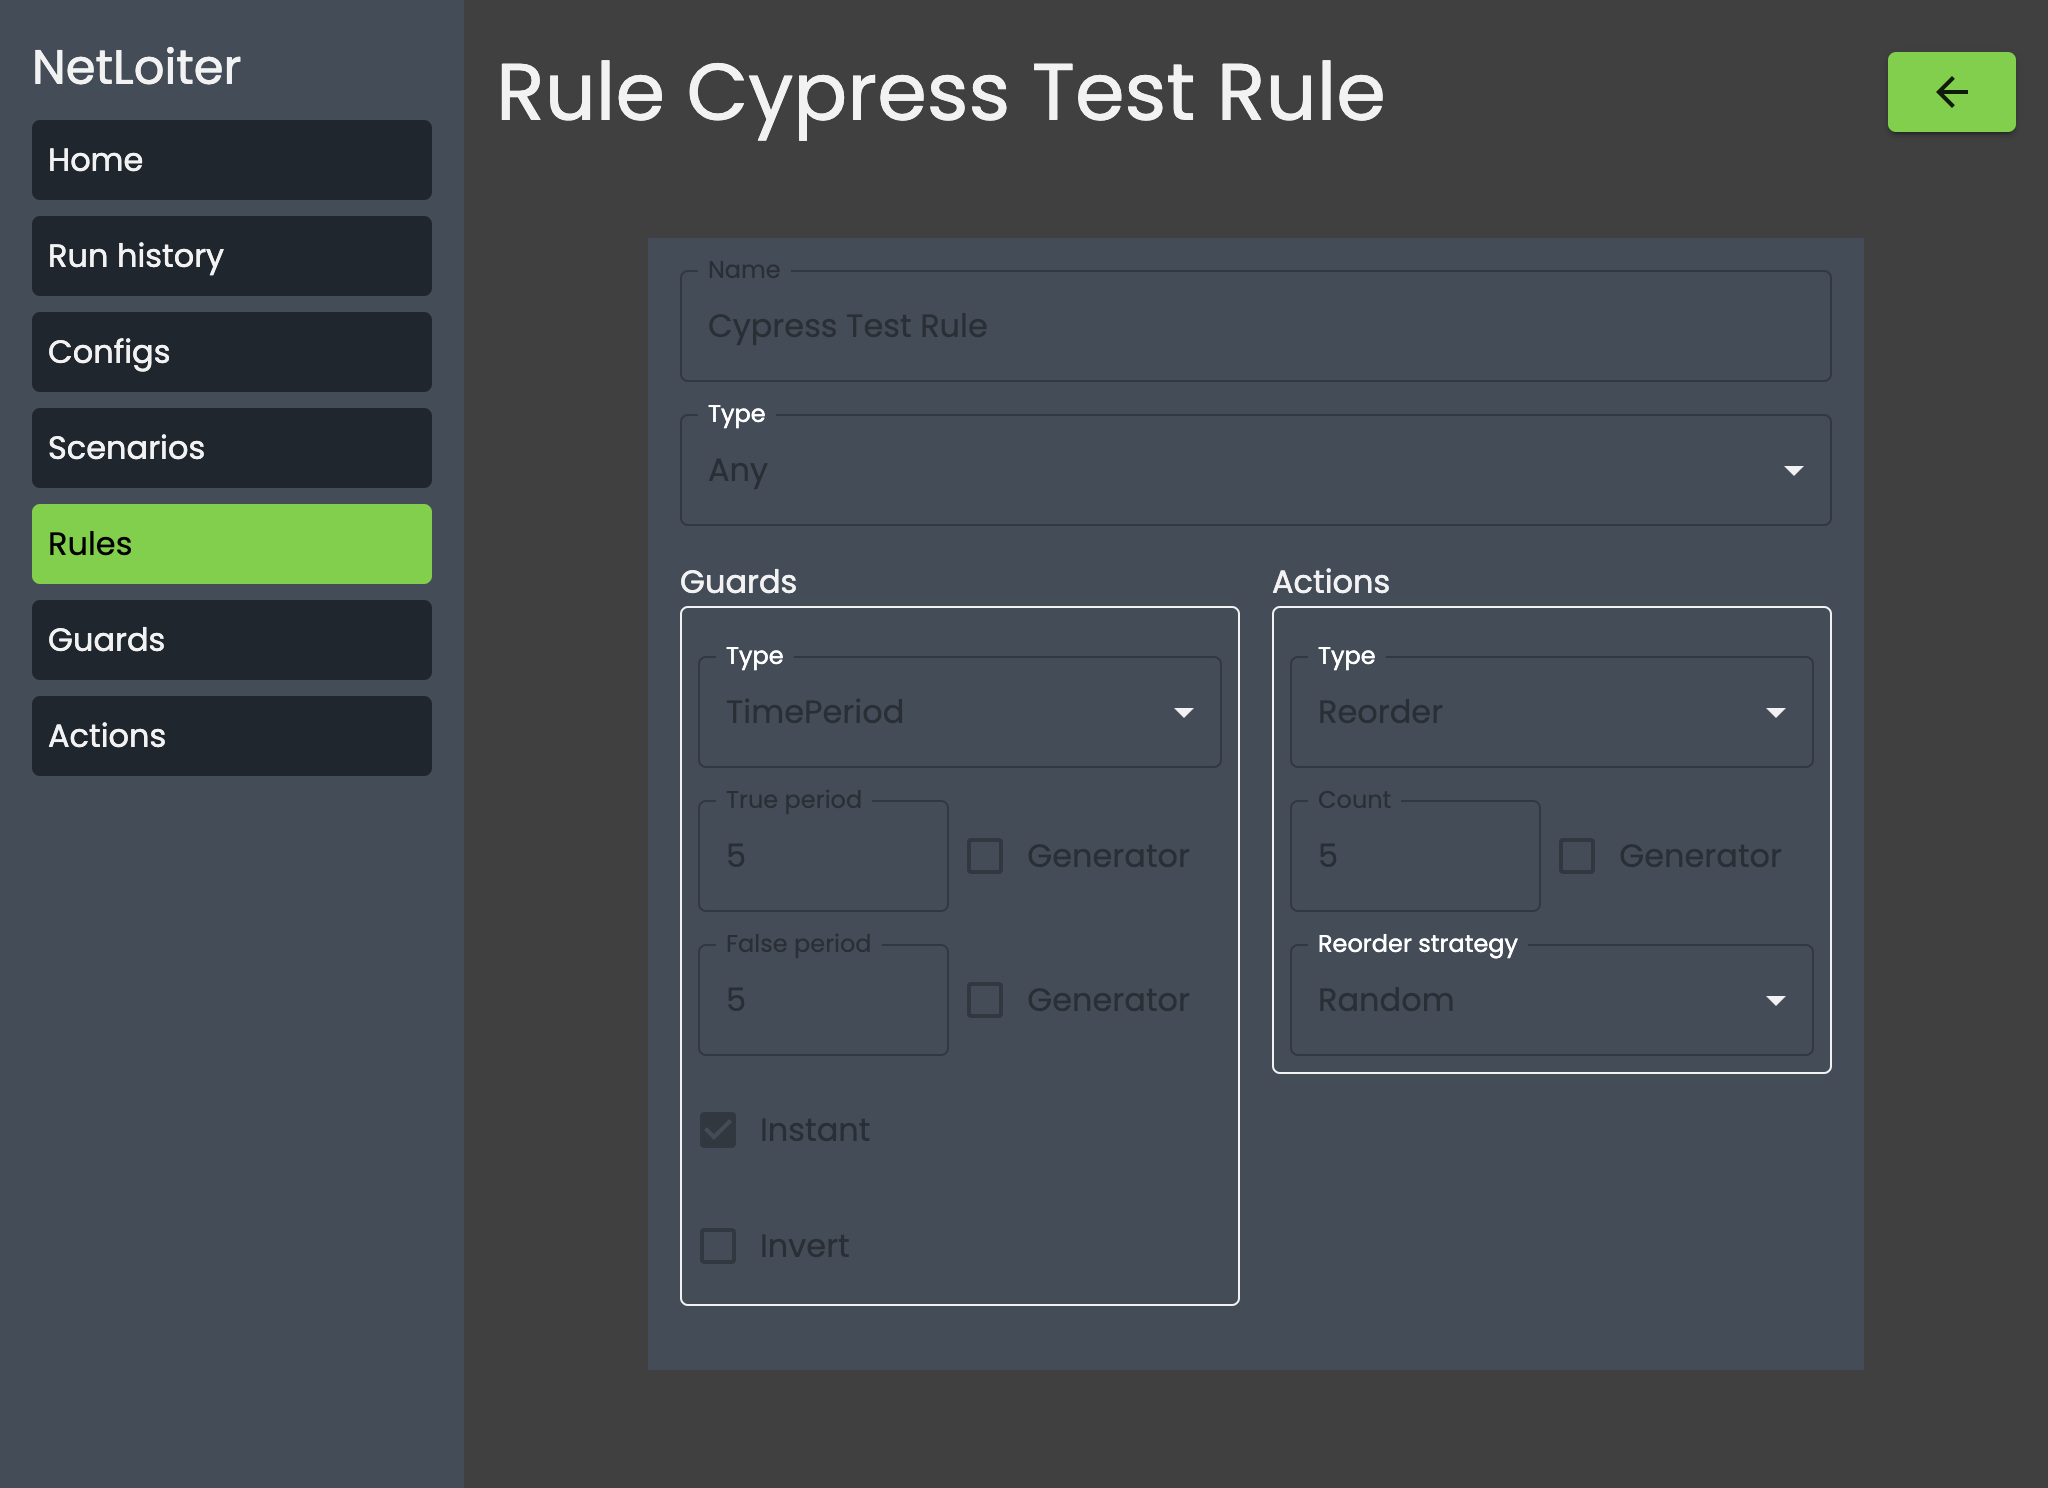 NetLoiter
Home
Run history
Configs
Scenarios
Rules
Guards
Actions
Rule Cypress Test Rule
Name
Cypress Test Rule
Type
Any
Guards
Type
TimePeriod
True period
5
Generator
False period
5
Generator
Instant
Invert
Actions
Type
Reorder
Count
5
Generator
Reorder strategy
Random